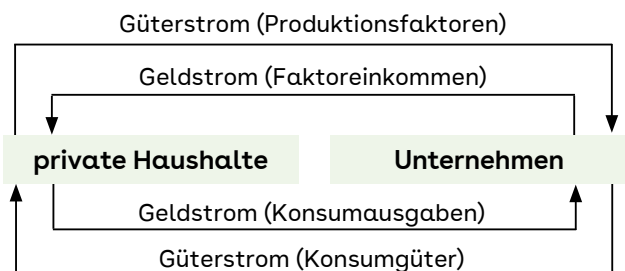 Güterstrom (Produktionsfaktoren)
Geldstrom (Faktoreinkommen)
private Haushalte
Unternehmen
Geldstrom (Konsumausgaben)
Güterstrom (Konsumgüter)